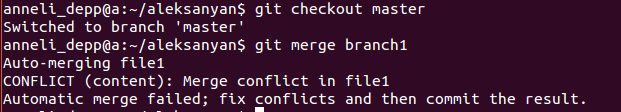 anneli_depp@a:~/aleksanyan$ git checkout master
Switched to branch 'master'
anneli_depp@a:~/aleksanyan$ git merge branch1
Auto-merging file1
CONFLICT (content): Merge conflict in file1
Automatic merge failed; fix conflicts and then commit the result.